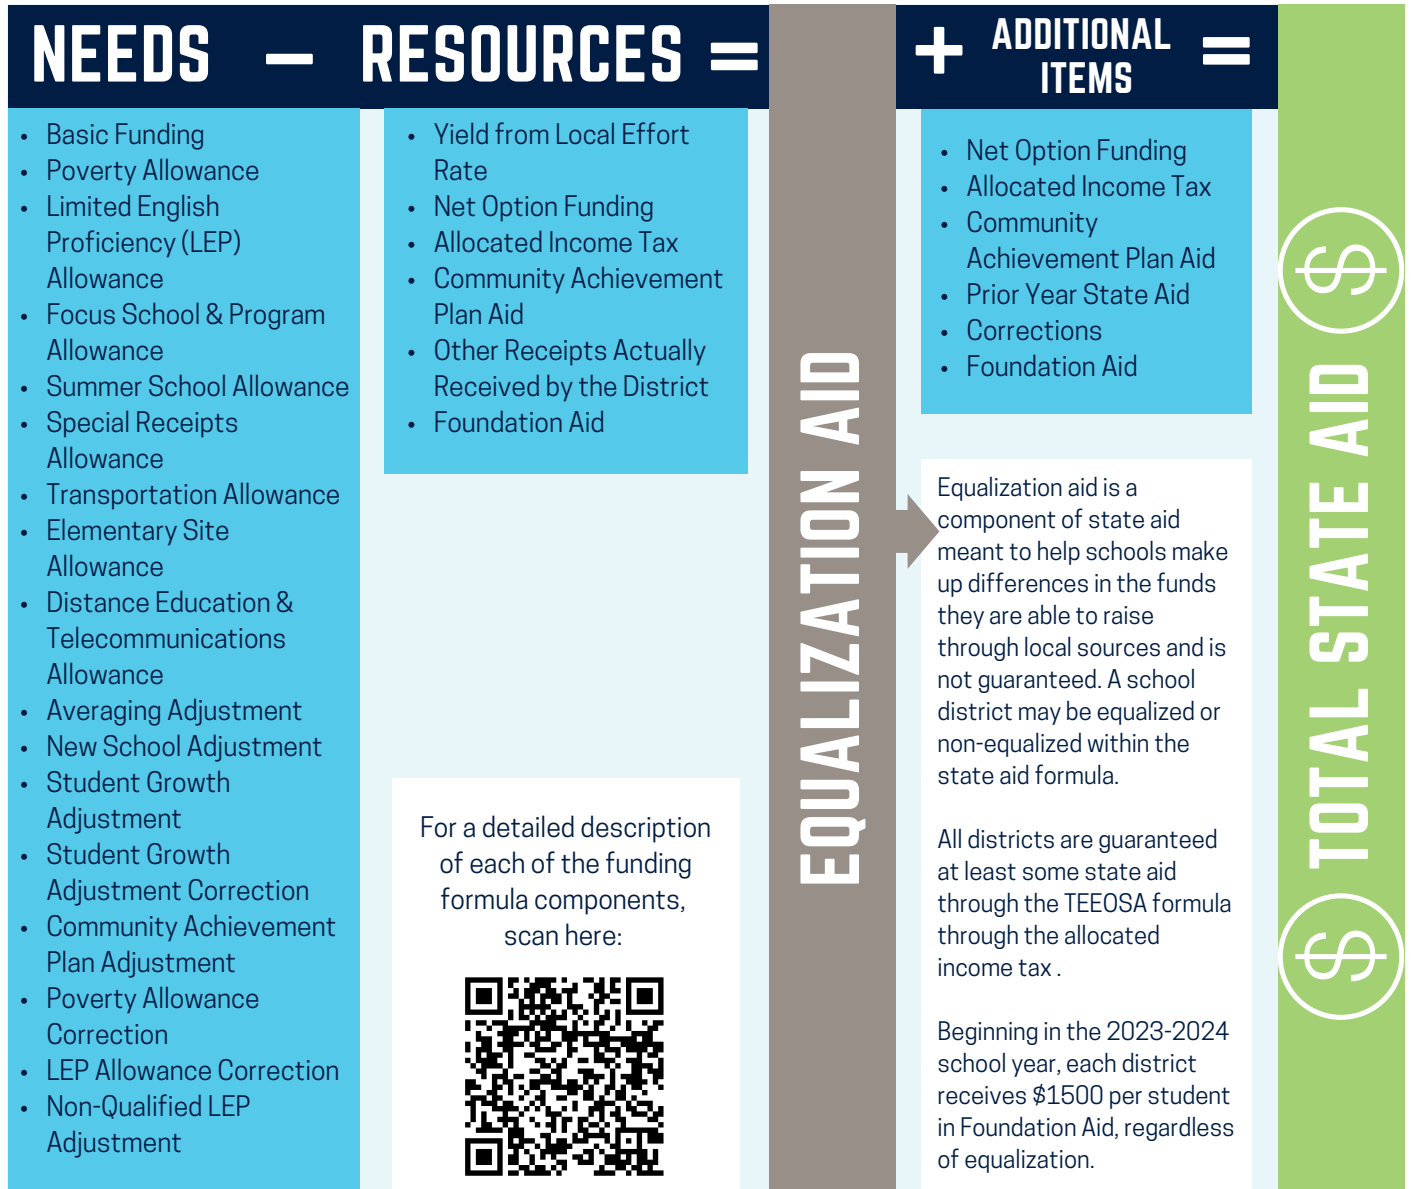 NEEDS – RESOURCES =
• Basic Funding
• Poverty Allowance
• Limited English
Proficiency (LEP)
Allowance
• Focus School & Program
Allowance
• Summer School Allowance
• Special Receipts
Allowance
• Transportation Allowance
• Elementary Site
Allowance
• Distance Education &
Telecommunications
Allowance
• Averaging Adjustment
• New School Adjustment
• Student Growth
Adjustment
• Student Growth
Adjustment Correction
• Community Achievement
Plan Adjustment
• Poverty Allowance
Correction
• LEP Allowance Correction
• Non-Qualified LEP
Adjustment
• Yield from Local Effort
Rate
• Net Option Funding
• Allocated Income Tax
• Community Achievement
Plan Aid
• Other Receipts Actually
Received by the District
• Foundation Aid
For a detailed description
of each of the funding
formula components,
scan here:
EQUALIZATION AID
+ ADDITIONAL
ITEMS =
• Net Option Funding
• Allocated Income Tax
• Community
Achievement Plan Aid
• Prior Year State Aid
• Corrections
• Foundation Aid
Equalization aid is a
component of state aid
meant to help schools make
up differences in the funds
they are able to raise
through local sources and is
not guaranteed. A school
district may be equalized or
non-equalized within the
state aid formula.
All districts are guaranteed
at least some state aid
through the TEEOSA formula
through the allocated
income tax .
Beginning in the 2023-2024
school year, each district
receives $1500 per student
in Foundation Aid, regardless
of equalization.
$ TOTAL STATE AID $